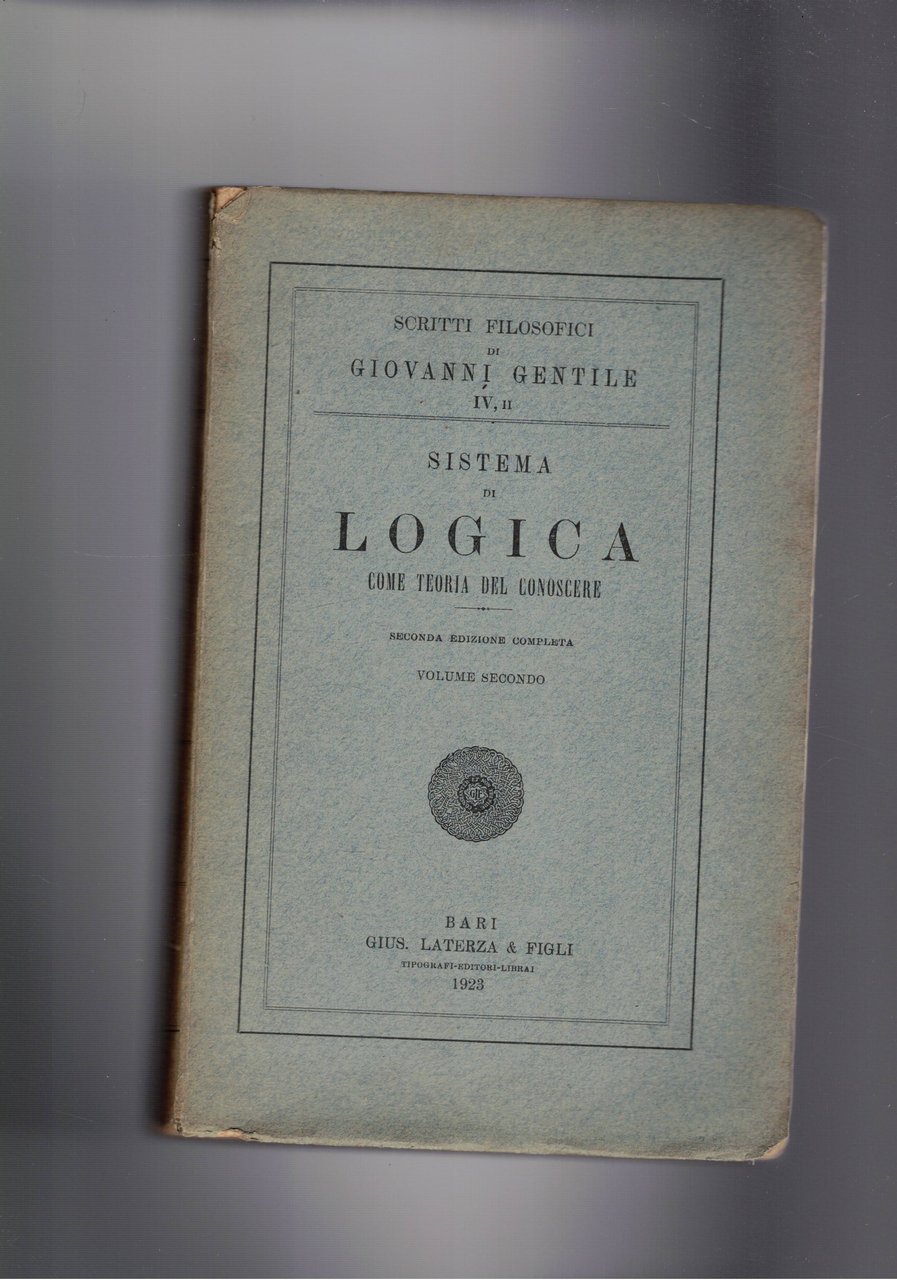 SCRITTI FILOSOFICI
DI
GIOVANNI GENTILE
IV, II
SISTEMA
DI
LOGICA
COME TEORIA DEL CONOSCERE
SECONDA EDIZIONE COMPLETA
VOLUME SECONDO
BARI
GIUS. LATERZA & FIGLI
TIPOGRAFI-EDITORI-LIBRAI
1923